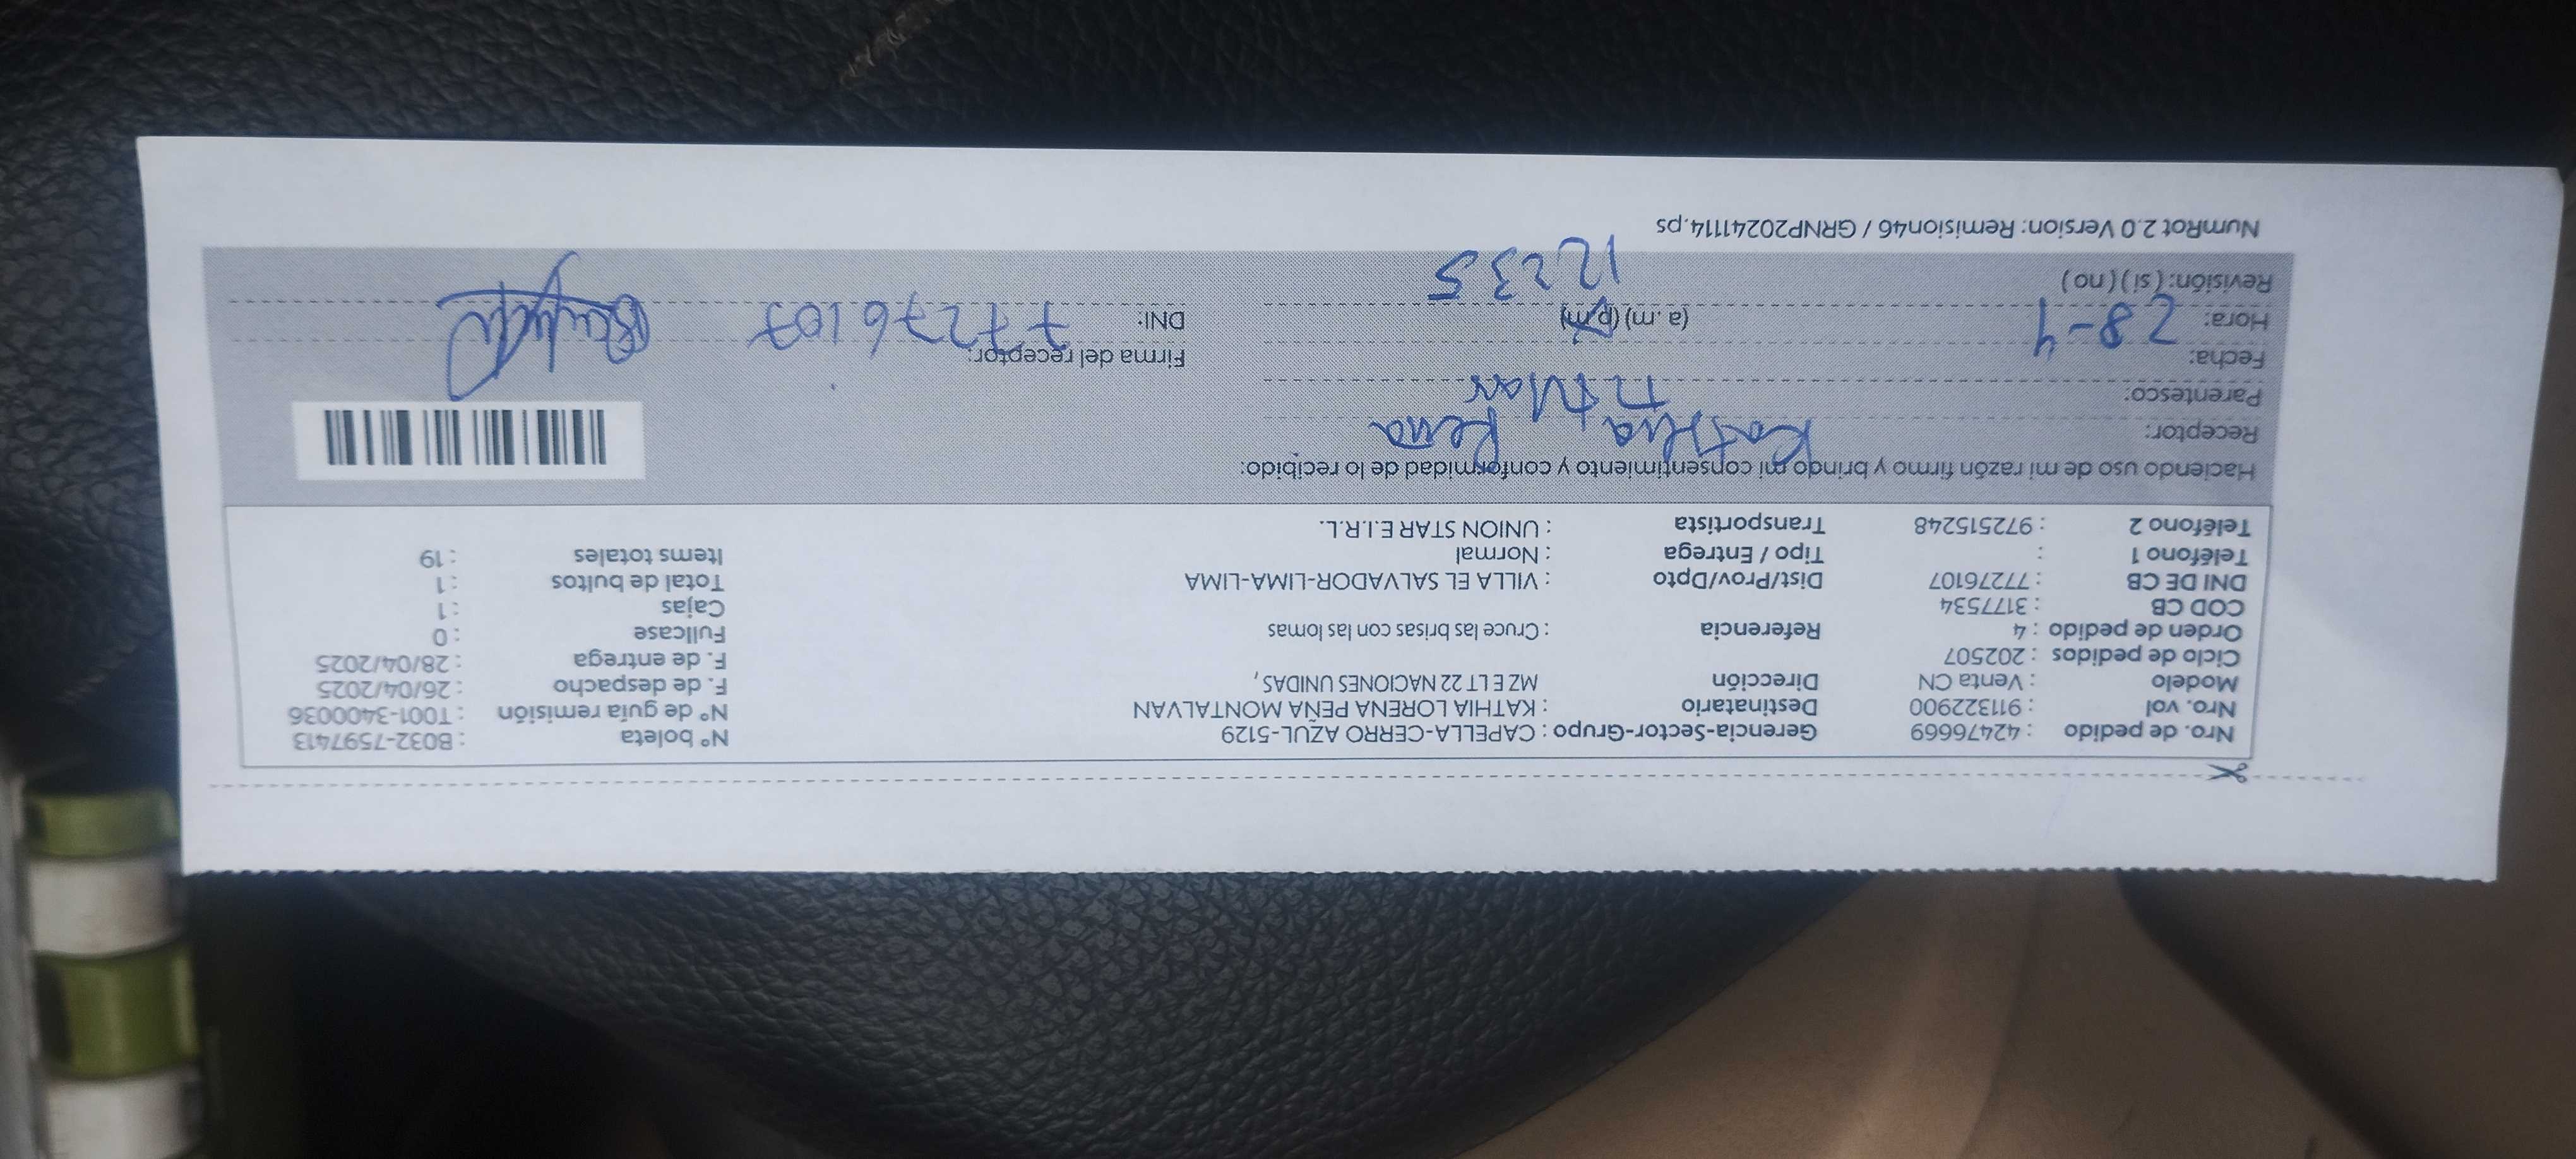 Nro. de pedido : 42476669 Gerencia-Sector-Grupo : CAPELLA-CERRO AZUL-5129 N° boleta : B032-7597413
Nro. vol : 911322900 Destinatario : KATHIA LORENA PEÑA MONTALVAN N° de guía remisión : T001-3400036
Modelo : Venta CN Dirección MZ E LT 22 NACIONES UNIDAS, F. de despacho : 26/04/2025
Ciclo de pedidos : 202507 F. de entrega : 28/04/2025
Orden de pedido : 4 Referencia : Cruce las brisas con las lomas Fullcase : 0
COD CB : 3177534 Cajas : 1
DNI DE CB : 77276107 Dist/Prov/Dpto : VILLA EL SALVADOR-LIMA-LIMA Total de bultos : 1
Teléfono 1 : Tipo / Entrega : Normal Items totales : 19
Teléfono 2 : 972515248 Transportista : UNION STAR E.I.R.L.
Haciendo uso de mi razón firmo y brindo mi consentimiento y conformidad de lo recibido:
Receptor: Kathia Peña
Parentesco: Titular
Fecha: 28-4 Firma del receptor:
Hora: (a.m) (p.m) DNI: 77276107
Revisión: ( si ) ( no ) 12235
NumRot 2.0 Version: Remision46 / GRNP20241114.ps